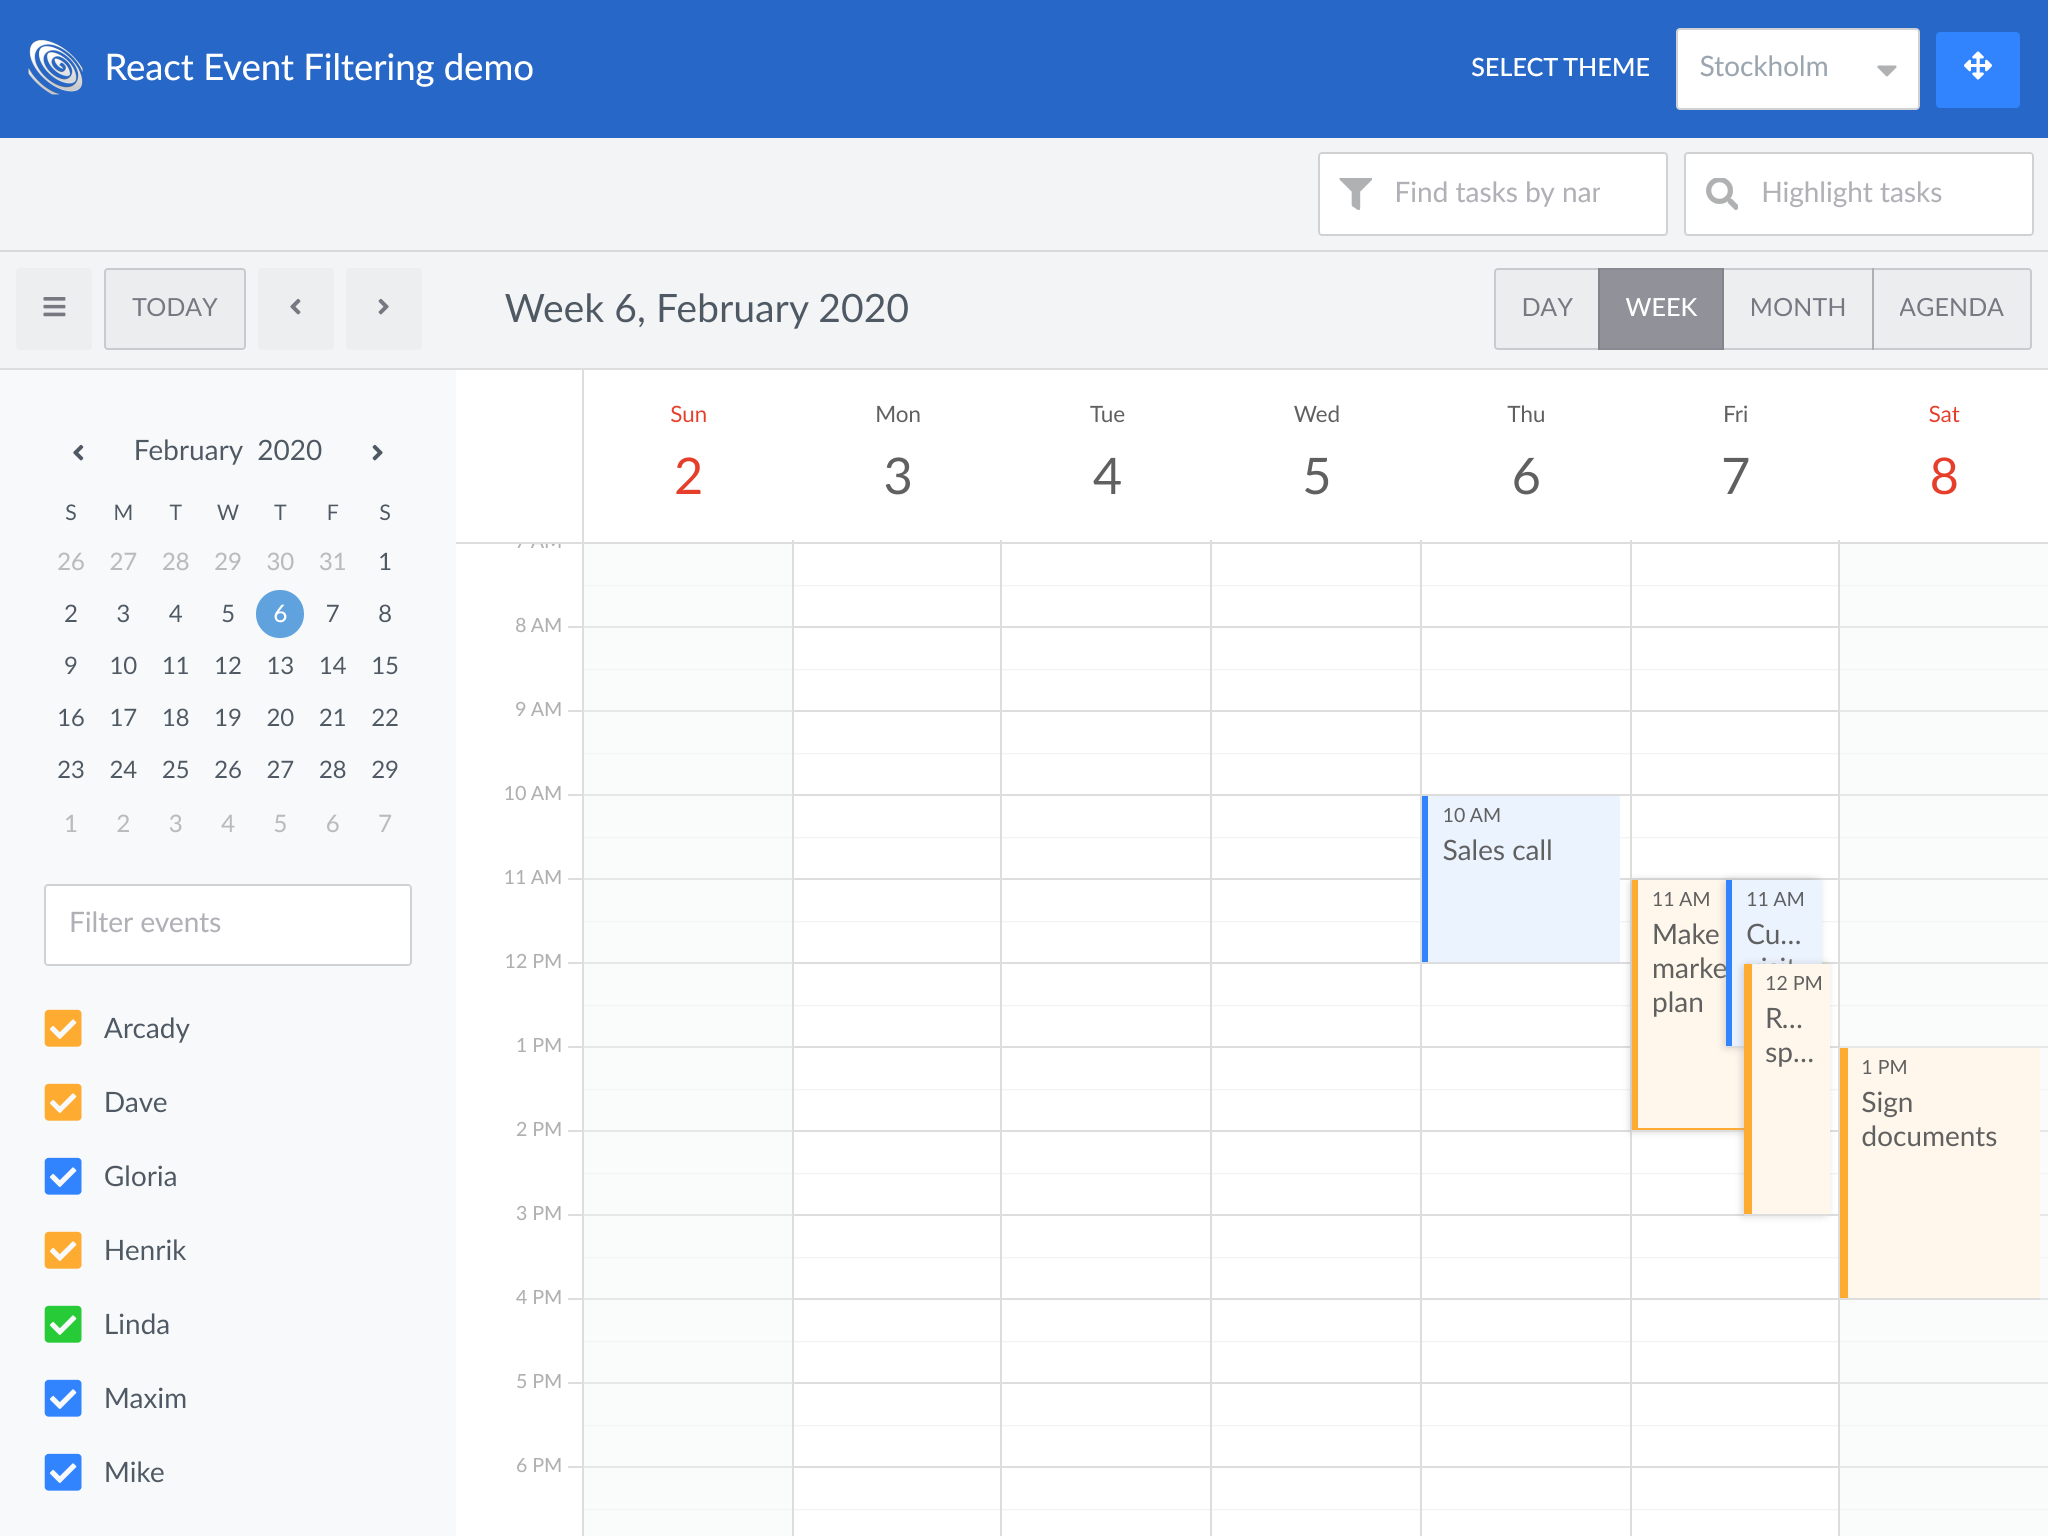 React Event Filtering demo
SELECT THEME
Stockholm
Find tasks by nar
Highlight tasks
TODAY
Week 6, February 2020
DAY WEEK MONTH AGENDA
February 2020
S M T W T F S
26 27 28 29 30 31 1
2 3 4 5 6 7 8
9 10 11 12 13 14 15
16 17 18 19 20 21 22
23 24 25 26 27 28 29
1 2 3 4 5 6 7
Filter events
Arcady
Dave
Gloria
Henrik
Linda
Maxim
Mike
Sun Mon Tue Wed Thu Fri Sat
2 3 4 5 6 7 8
8 AM
9 AM
10 AM
11 AM
12 PM
1 PM
2 PM
3 PM
4 PM
5 PM
6 PM
10 AM
Sales call
11 AM
Make
marke
plan
11 AM
Cu...
12 PM
R...
sp...
1 PM
Sign
documents